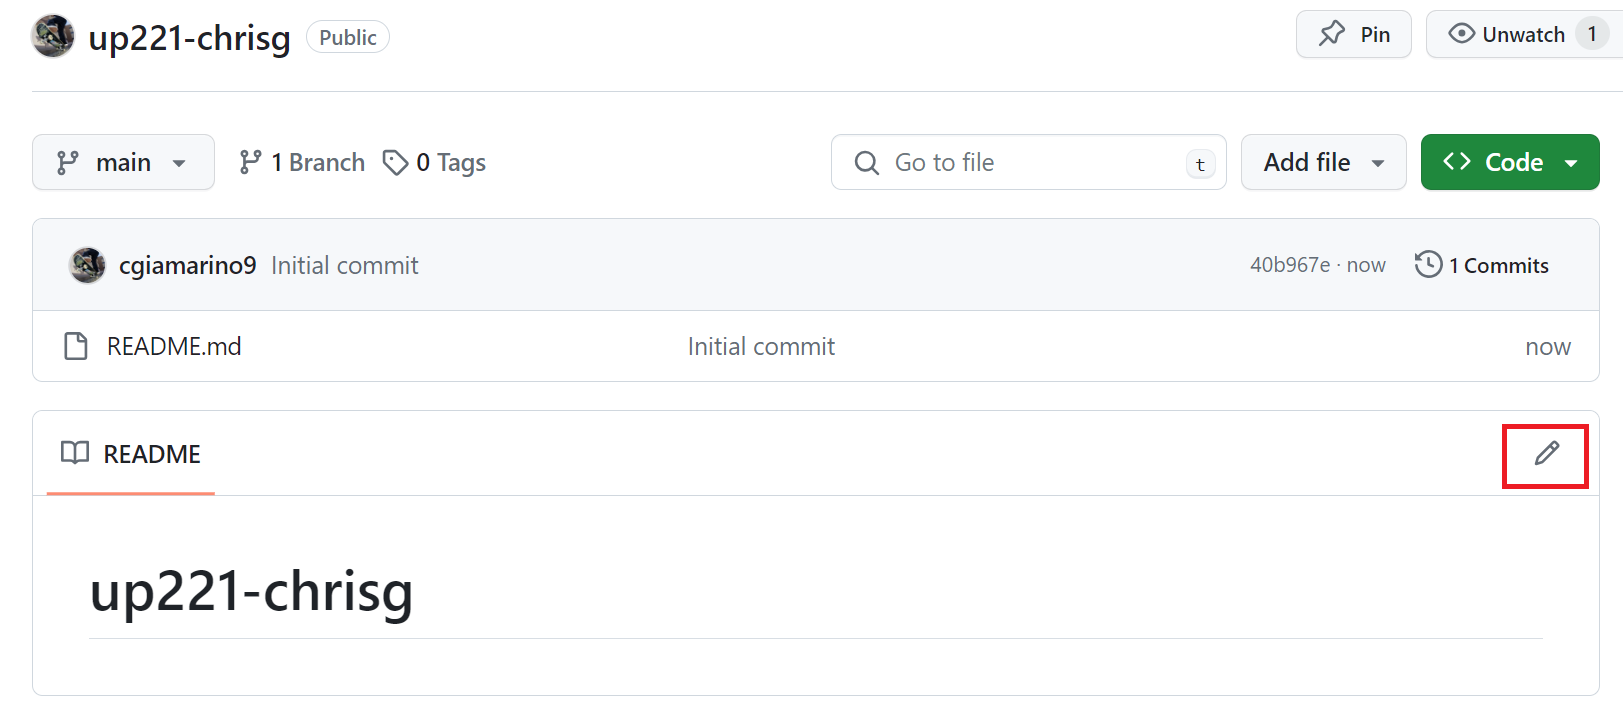 up221-chrisg Public Pin Unwatch 1
main 1 Branch 0 Tags Go to file t Add file Code
cgiamarino9 Initial commit 40b967e · now 1 Commits
README.md Initial commit now
README
up221-chrisg